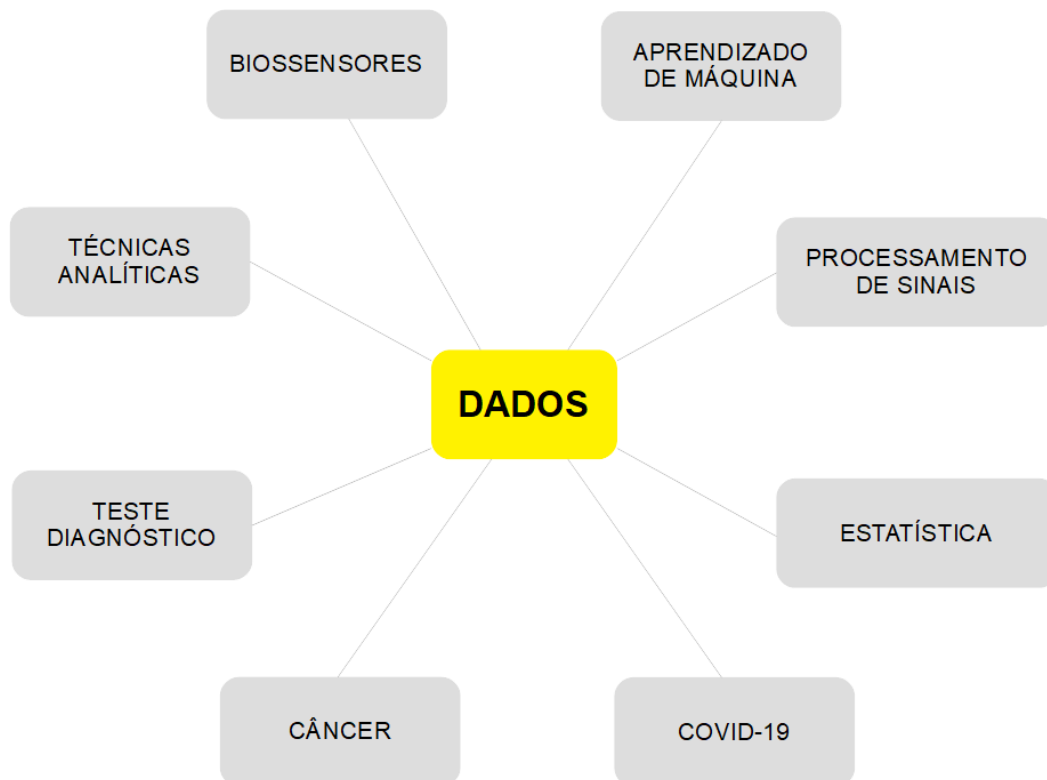 BIOSSENSORES
APRENDIZADO
DE MÁQUINA
TÉCNICAS
ANALÍTICAS
PROCESSAMENTO
DE SINAIS
DADOS
TESTE
DIAGNÓSTICO
ESTATÍSTICA
CÂNCER
COVID-19